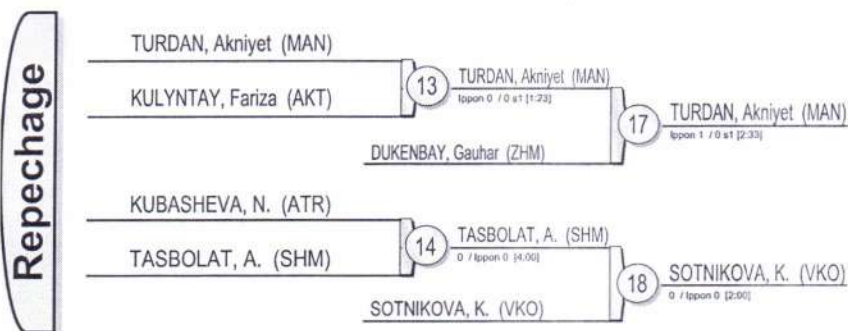 Repechage
TURDAN, Akniyet (MAN)
KULYNTAY, Fariza (AKT)
13
TURDAN, Akniyet (MAN)
Ippon 0 / 0 s1 [1:23]
DUKENBAY, Gauhar (ZHM)
17
TURDAN, Akniyet (MAN)
Ippon 1 / 0 s1 [2:33]
KUBASHEVA, N. (ATR)
TASBOLAT, A. (SHM)
14
TASBOLAT, A. (SHM)
0 / Ippon 0 [4:00]
SOTNIKOVA, K. (VKO)
18
SOTNIKOVA, K. (VKO)
0 / Ippon 0 [2:00]